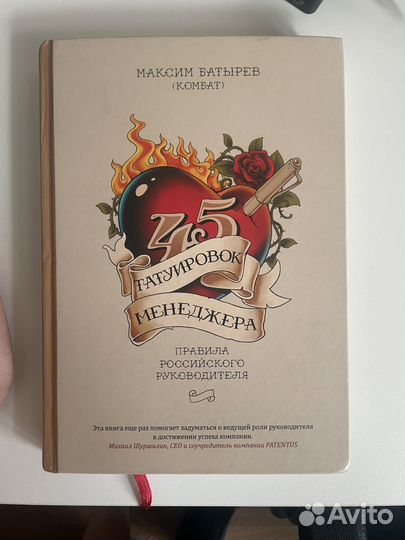 МАКСИМ БАТЫРЕВ
(КОМБАТ)
45
ТАТУИРОВОК
МЕНЕДЖЕРА
ПРАВИЛА
РОССИЙСКОГО
РУКОВОДИТЕЛЯ
Эта книга еще раз помогает задуматься о ведущей роли руководителя
в достижении успеха компании.
Михаил Шуршилин, CEO и соучредитель компании PATENTUS
Avito